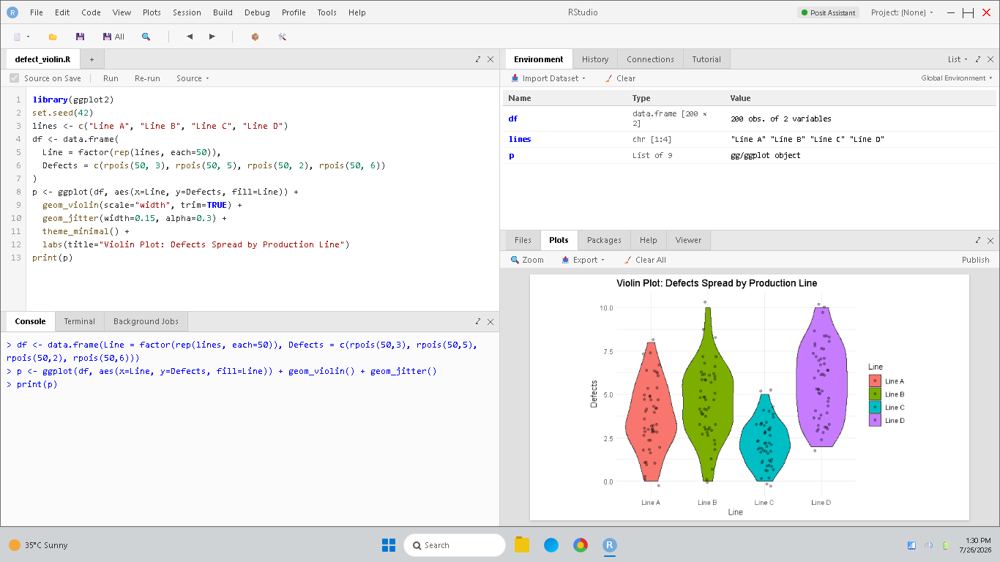 R File Edit Code View Plots Session Build Debug Profile Tools Help
RStudio
Posit Assistant
Project: (None)
All
defect_violin.R
+
Source on Save Run Re-run Source
1 library(ggplot2)
2 set.seed(42)
3 lines <- c("Line A", "Line B", "Line C", "Line D")
4 df <- data.frame(
5 Line = factor(rep(lines, each=50)),
6 Defects = c(rpois(50, 3), rpois(50, 5), rpois(50, 2), rpois(50, 6))
7 )
8 p <- ggplot(df, aes(x=Line, y=Defects, fill=Line)) +
9 geom_violin(scale="width", trim=TRUE) +
10 geom_jitter(width=0.15, alpha=0.3) +
11 theme_minimal() +
12 labs(title="Violin Plot: Defects Spread by Production Line")
13 print(p)
Console Terminal Background Jobs
> df <- data.frame(Line = factor(rep(lines, each=50)), Defects = c(rpois(50,3), rpois(50,5),
rpois(50,2), rpois(50,6)))
> p <- ggplot(df, aes(x=Line, y=Defects, fill=Line)) + geom_violin() + geom_jitter()
> print(p)
Environment History Connections Tutorial
List
Import Dataset Clear
Global Environment
Name Type Value
df data.frame [200 × 2] 200 obs. of 2 variables
lines chr [1:4] "Line A" "Line B" "Line C" "Line D"
p List of 9 gg/ggplot object
Files Plots Packages Help Viewer
Zoom Export Clear All
Publish
Violin Plot: Defects Spread by Production Line
Defects
10.0
7.5
5.0
2.5
0.0
Line A Line B Line C Line D
Line
Line
Line A
Line B
Line C
Line D
35°C Sunny
Search
R
1:30 PM
7/26/2026